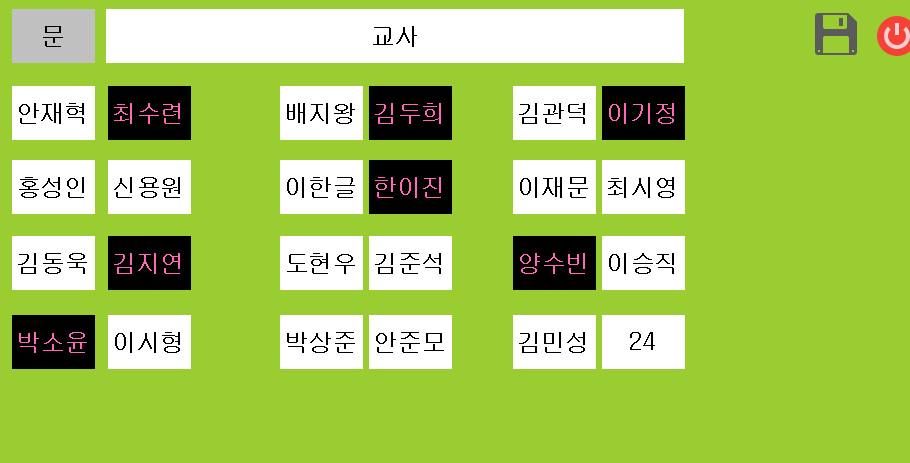 문 교사
안재혁 최수련 배지왕 김두희 김관덕 이기정
홍성인 신용원 이한글 한이진 이재문 최시영
김동욱 김지연 도현우 김준석 양수빈 이승직
박소윤 이시형 박상준 안준모 김민성 24